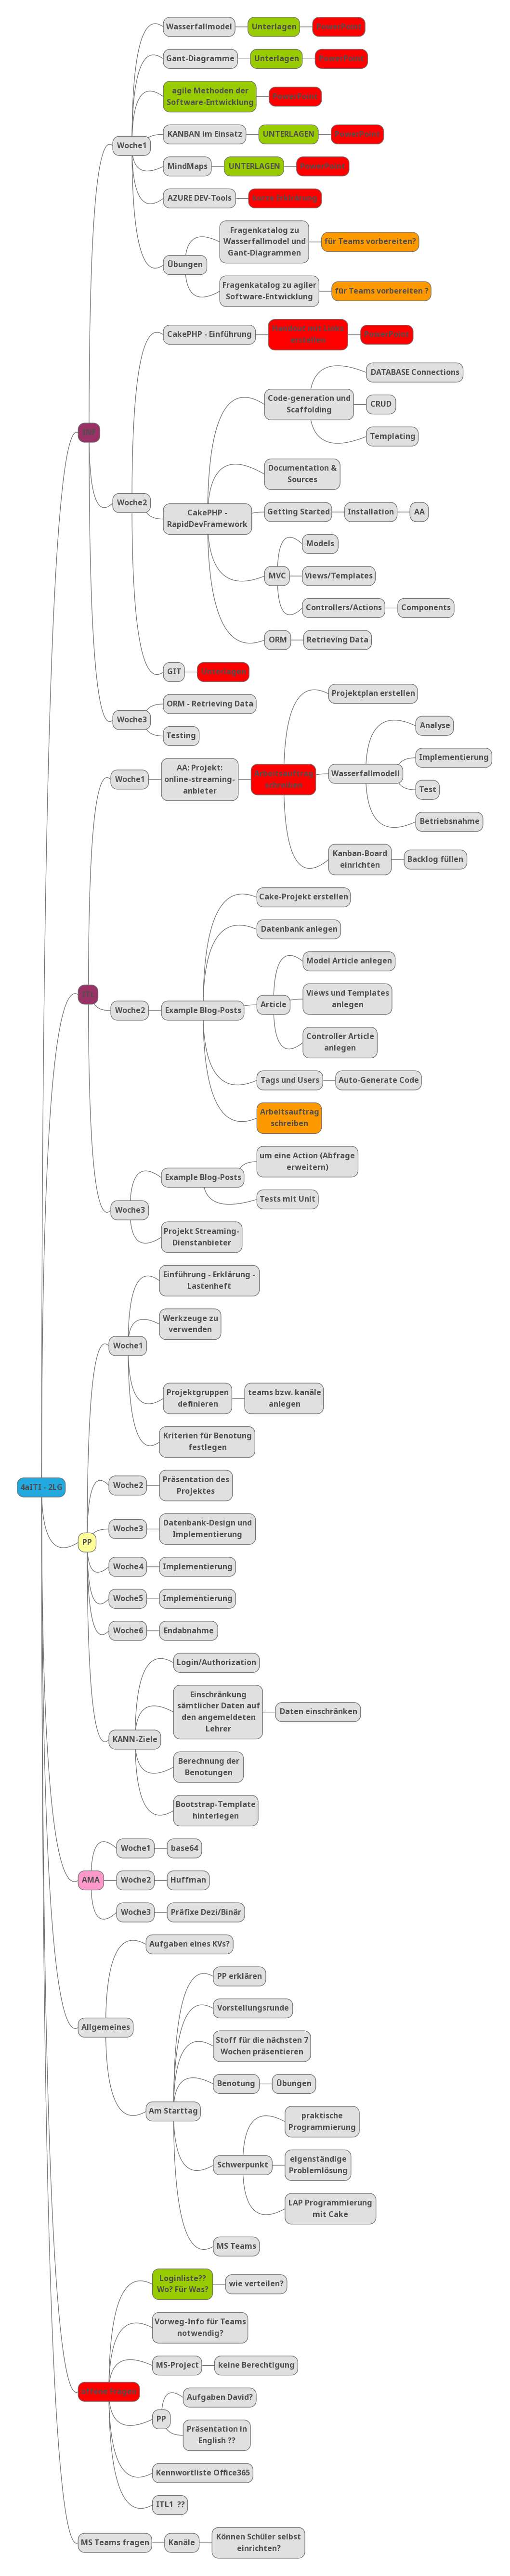 Wasserfallmodel
Unterlagen
PowerPoint
Gant-Diagramme
Unterlagen
PowerPoint
agile Methoden der
Software-Entwicklung
PowerPoint
KANBAN im Einsatz
UNTERLAGEN
PowerPoint
Woche1
MindMaps
UNTERLAGEN
PowerPoint
AZURE DEV-Tools
Übungen
Fragenkatalog zu
Wasserfallmodel und
Gant-Diagrammen
für Teams vorbereiten?
Fragenkatalog zu agiler
Software-Entwicklung
für Teams vorbereiten ?
CakePHP - Einführung
PowerPoint
Woche2
CakePHP -
RapidDevFramework
Code-generation und
Scaffolding
DATABASE Connections
CRUD
Templating
Documentation &
Sources
Getting Started
Installation
AA
MVC
Models
Views/Templates
Controllers/Actions
Components
ORM
Retrieving Data
GIT
Woche3
ORM - Retrieving Data
Testing
Woche1
AA: Projekt:
online-streaming-
anbieter
Projektplan erstellen
Wasserfallmodell
Analyse
Implementierung
Test
Betriebsnahme
Kanban-Board
einrichten
Backlog füllen
Woche2
Example Blog-Posts
Cake-Projekt erstellen
Datenbank anlegen
Article
Model Article anlegen
Views und Templates
anlegen
Controller Article
anlegen
Tags und Users
Auto-Generate Code
Arbeitsauftrag
schreiben
Woche3
Example Blog-Posts
um eine Action (Abfrage
erweitern)
Tests mit Unit
Projekt Streaming-
Dienstanbieter
4aITI - 2LG
PP
Woche1
Einführung - Erklärung -
Lastenheft
Werkzeuge zu
verwenden
Projektgruppen
definieren
teams bzw. kanäle
anlegen
Kriterien für Benotung
festlegen
Woche2
Präsentation des
Projektes
Woche3
Datenbank-Design und
Implementierung
Woche4
Implementierung
Woche5
Implementierung
Woche6
Endabnahme
KANN-Ziele
Login/Authorization
Einschränkung
sämtlicher Daten auf
den angemeldeten
Lehrer
Daten einschränken
Berechnung der
Benotungen
Bootstrap-Template
hinterlegen
AMA
Woche1
base64
Woche2
Huffman
Woche3
Präfixe Dezi/Binär
Allgemeines
Aufgaben eines KVs?
Am Starttag
PP erklären
Vorstellungsrunde
Stoff für die nächsten 7
Wochen präsentieren
Benotung
Übungen
Schwerpunkt
praktische
Programmierung
eigenständige
Problemlösung
LAP Programmierung
mit Cake
MS Teams
Loginliste??
Wo? Für Was?
wie verteilen?
Vorweg-Info für Teams
notwendig?
MS-Project
keine Berechtigung
PP
Aufgaben David?
Präsentation in
English ??
Kennwortliste Office365
ITL1 ??
MS Teams fragen
Kanäle
Können Schüler selbst
einrichten?